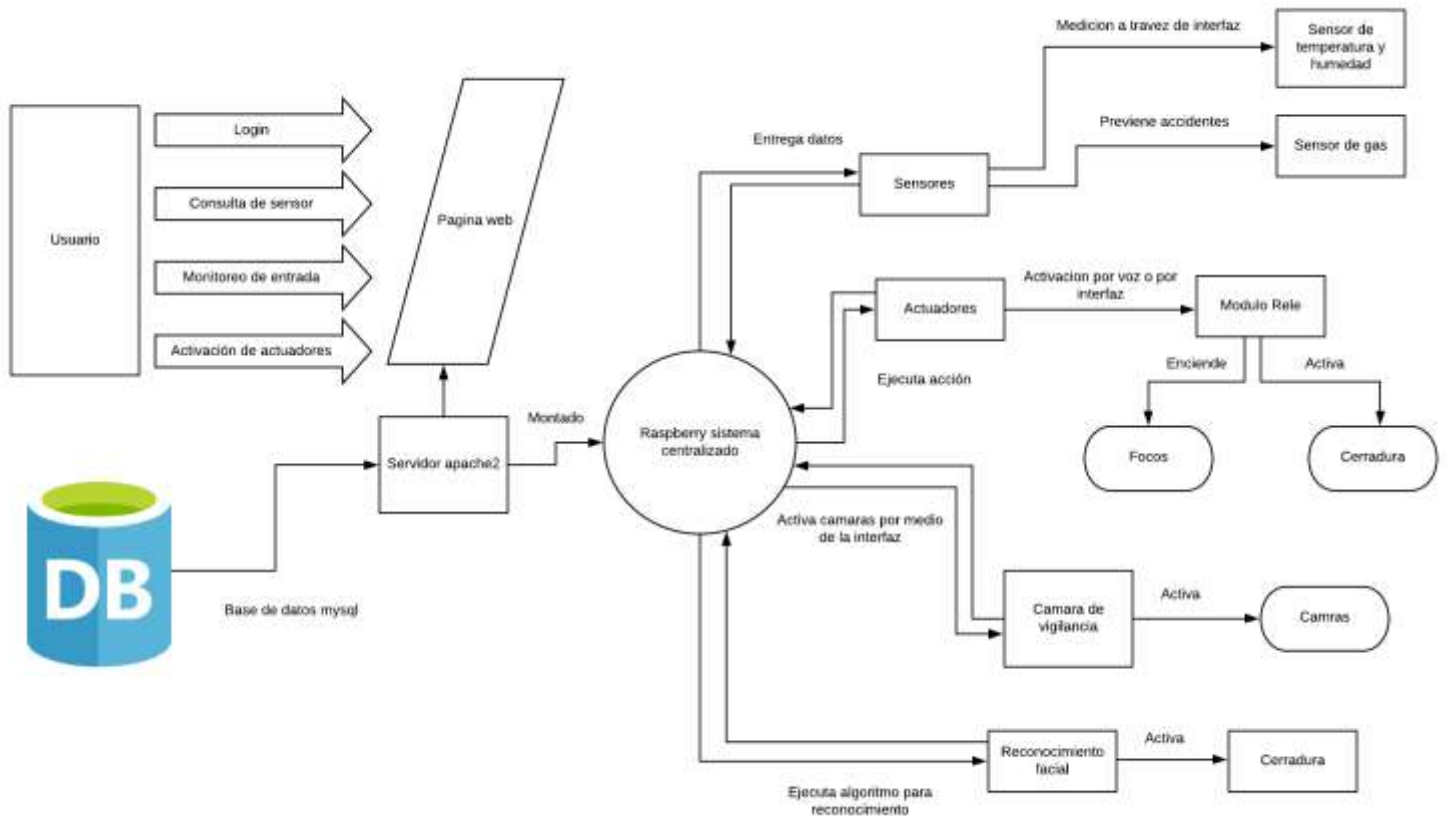 Usuario
Login
Consulta de sensor
Monitoreo de entrada
Activación de actuadores
Pagina web
Servidor apache2
Montado
DB
Base de datos mysql
Raspberry sistema
centralizado
Entrega datos
Sensores
Medicion a travez de interfaz
Sensor de
temperatura y
humedad
Previene accidentes
Sensor de gas
Actuadores
Ejecuta acción
Activacion por voz o por
interfaz
Modulo Rele
Enciende
Activa
Focos
Cerradura
Activa camaras por medio
de la interfaz
Camara de
vigilancia
Activa
Camras
Ejecuta algoritmo para
reconocimiento
Reconocimiento
facial
Activa
Cerradura